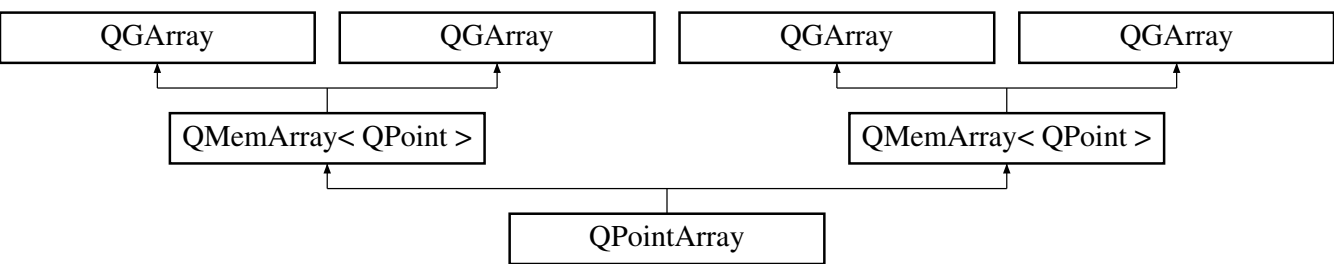 QGArray
QGArray
QGArray
QGArray
QMemArray< QPoint >
QMemArray< QPoint >
QPointArray